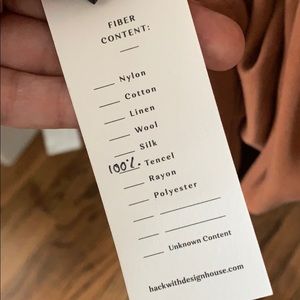 FIBER
CONTENT:
Nylon
Cotton
Linen
Wool
Silk
100% Tencel
Rayon
Polyester
Unknown Content
hackwithdesignhouse.com